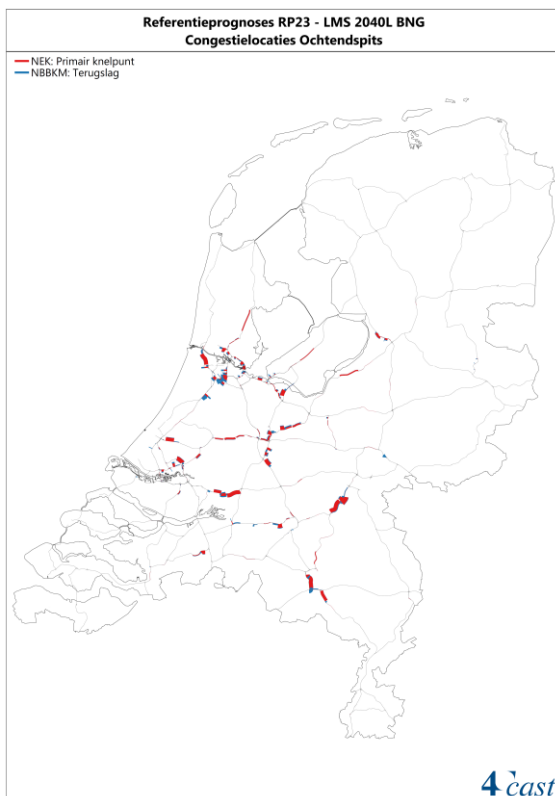 Referentieprognoses RP23 - LMS 2040L BNG
Congestielocaties Ochtendspits
NEK: Primair knelpunt
NBBKM: Terugslag
4cast